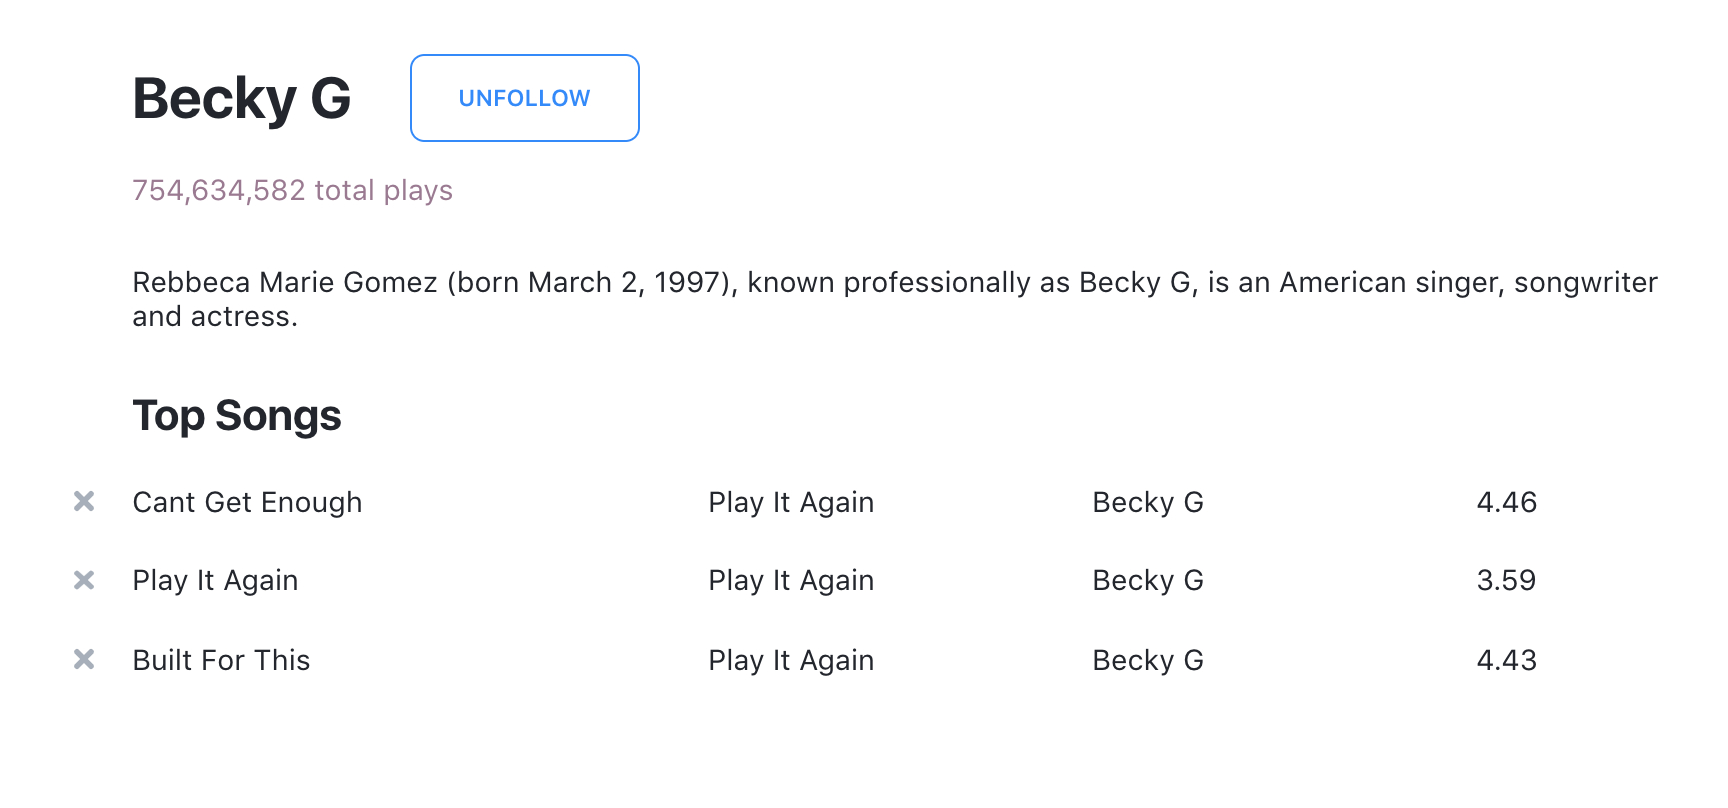 Becky G
UNFOLLOW
754,634,582 total plays
Rebbeca Marie Gomez (born March 2, 1997), known professionally as Becky G, is an American singer, songwriter
and actress.
Top Songs
Cant Get Enough Play It Again Becky G 4.46
Play It Again Play It Again Becky G 3.59
Built For This Play It Again Becky G 4.43